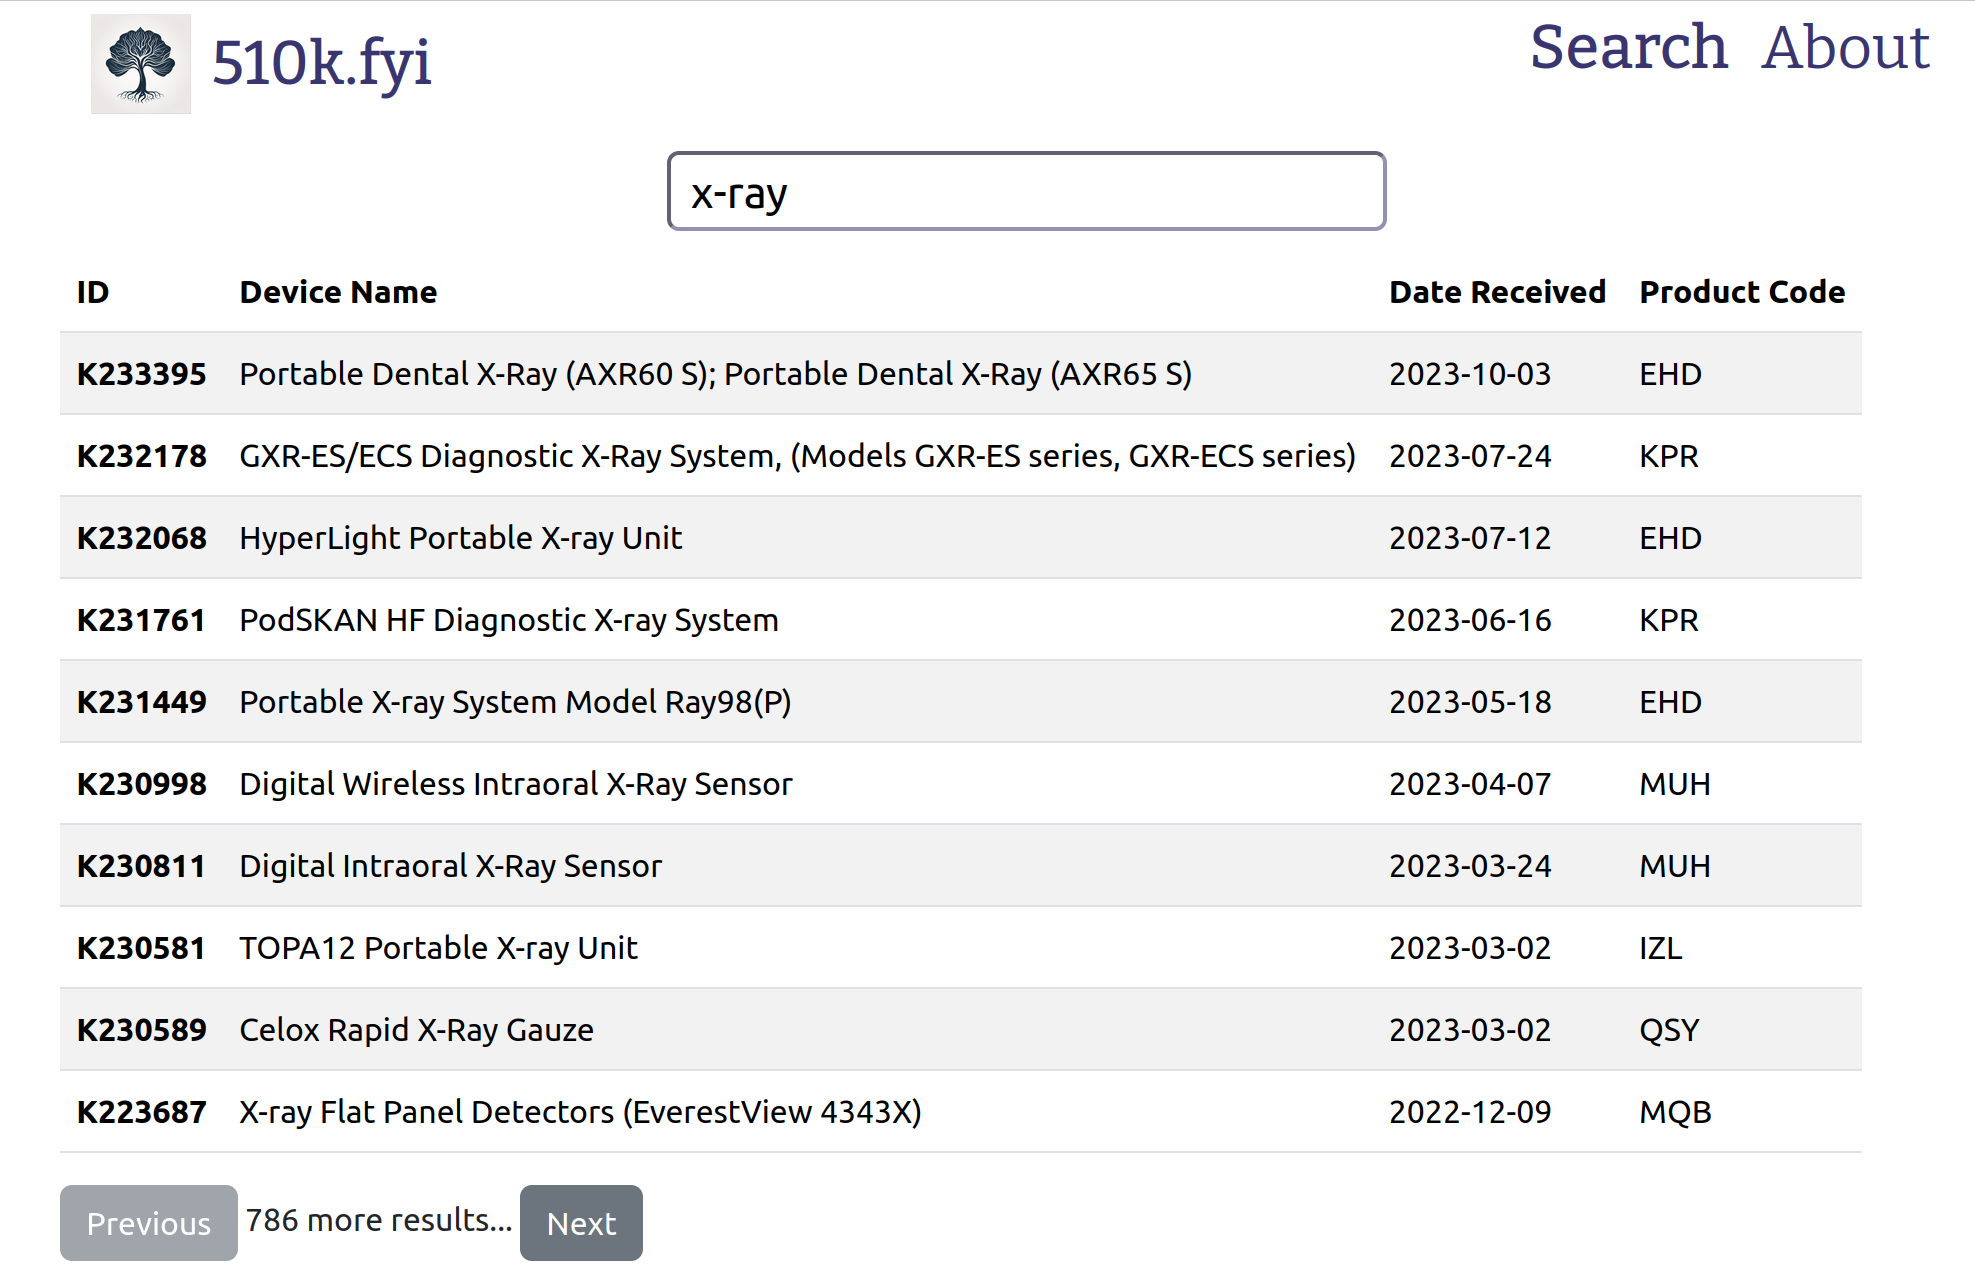 510k.fyi
Search About
x-ray
ID Device Name Date Received Product Code
K233395 Portable Dental X-Ray (AXR60 S); Portable Dental X-Ray (AXR65 S) 2023-10-03 EHD
K232178 GXR-ES/ECS Diagnostic X-Ray System, (Models GXR-ES series, GXR-ECS series) 2023-07-24 KPR
K232068 HyperLight Portable X-ray Unit 2023-07-12 EHD
K231761 PodSKAN HF Diagnostic X-ray System 2023-06-16 KPR
K231449 Portable X-ray System Model Ray98(P) 2023-05-18 EHD
K230998 Digital Wireless Intraoral X-Ray Sensor 2023-04-07 MUH
K230811 Digital Intraoral X-Ray Sensor 2023-03-24 MUH
K230581 TOPA12 Portable X-ray Unit 2023-03-02 IZL
K230589 Celox Rapid X-Ray Gauze 2023-03-02 QSY
K223687 X-ray Flat Panel Detectors (EverestView 4343X) 2022-12-09 MQB
Previous 786 more results... Next